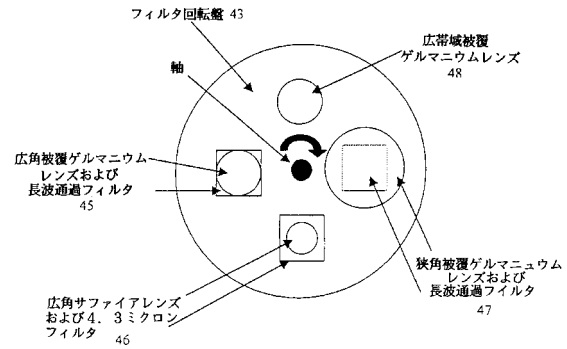 フィルタ回転盤 43
広帯域被覆
ゲルマニウムレンズ
48
軸
広角被覆ゲルマニウム
レンズおよび
長波通過フィルタ
45
狭角被覆ゲルマニュウム
レンズおよび
長波通過フイルタ
47
広角サファイアレンズ
および4．3ミクロン
フィルタ
46